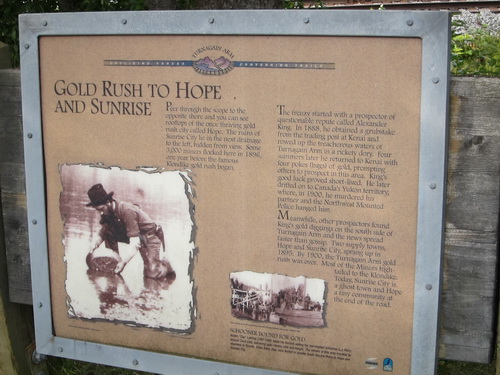 TURNAGAIN ARM
GOLD RUSH TO HOPE
AND SUNRISE
Peer through the scope to the
opposite shore and you can see
rooftops of the once thriving gold
rush city called Hope. The ruins of
Sunrise City lie in the next drainage
to the left, hidden from view. Some
3,000 miners flocked here in 1896,
one year before the famous
Klondike gold rush began.
The frenzy started with a prospector of
questionable repute called Alexander
King. In 1888, he obtained a grubstake
from the trading post at Kenai and
rowed up the treacherous waters of
Turnagain Arm in a rickety dory. Four
summers later he returned to Kenai with
four pokes (bags) of gold, prompting
others to prospect in this area. King's
good luck proved short-lived. He later
drifted on to Canada's Yukon territory,
where, in 1900, he murdered his
partner and the Northwest Mounted
Police hanged him.
Meanwhile, other prospectors found
King's gold diggings on the south side of
Turnagain Arm and the news spread
faster than gossip. Two supply towns,
Hope and Sunrise City, sprang up in
1895. By 1900, the Turnagain Arm gold
rush was over. Most of the miners high-
tailed to the Klondike.
Today, Sunrise City is
a ghost town and Hope
a tiny community at
the end of the road.
SCHOONER BOUND FOR GOLD